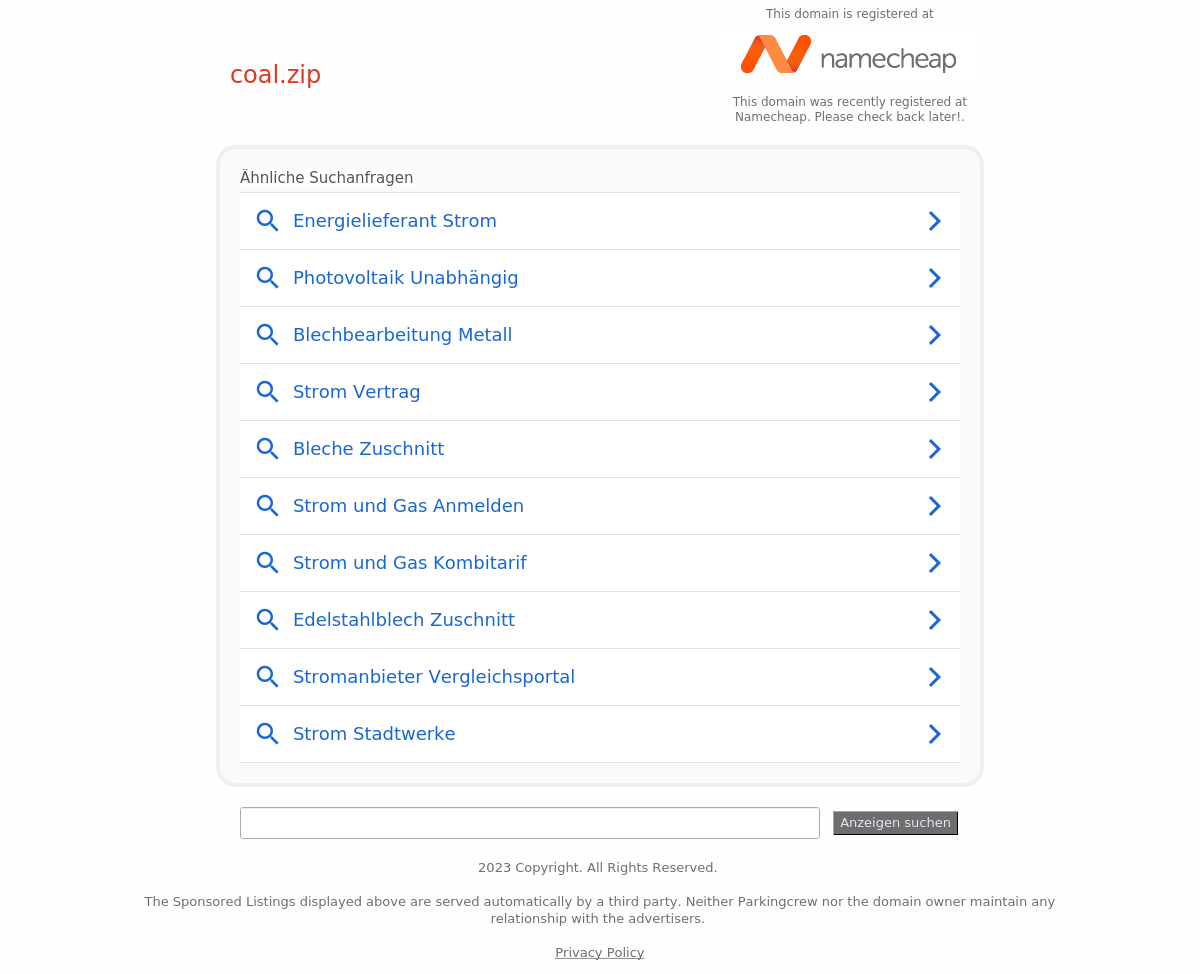 This domain is registered at
namecheap
coal.zip
This domain was recently registered at
Namecheap. Please check back later!.
Ähnliche Suchanfragen
Energielieferant Strom
Photovoltaik Unabhängig
Blechbearbeitung Metall
Strom Vertrag
Bleche Zuschnitt
Strom und Gas Anmelden
Strom und Gas Kombitarif
Edelstahlblech Zuschnitt
Stromanbieter Vergleichsportal
Strom Stadtwerke
Anzeigen suchen
2023 Copyright. All Rights Reserved.
The Sponsored Listings displayed above are served automatically by a third party. Neither Parkingcrew nor the domain owner maintain any
relationship with the advertisers.
Privacy Policy